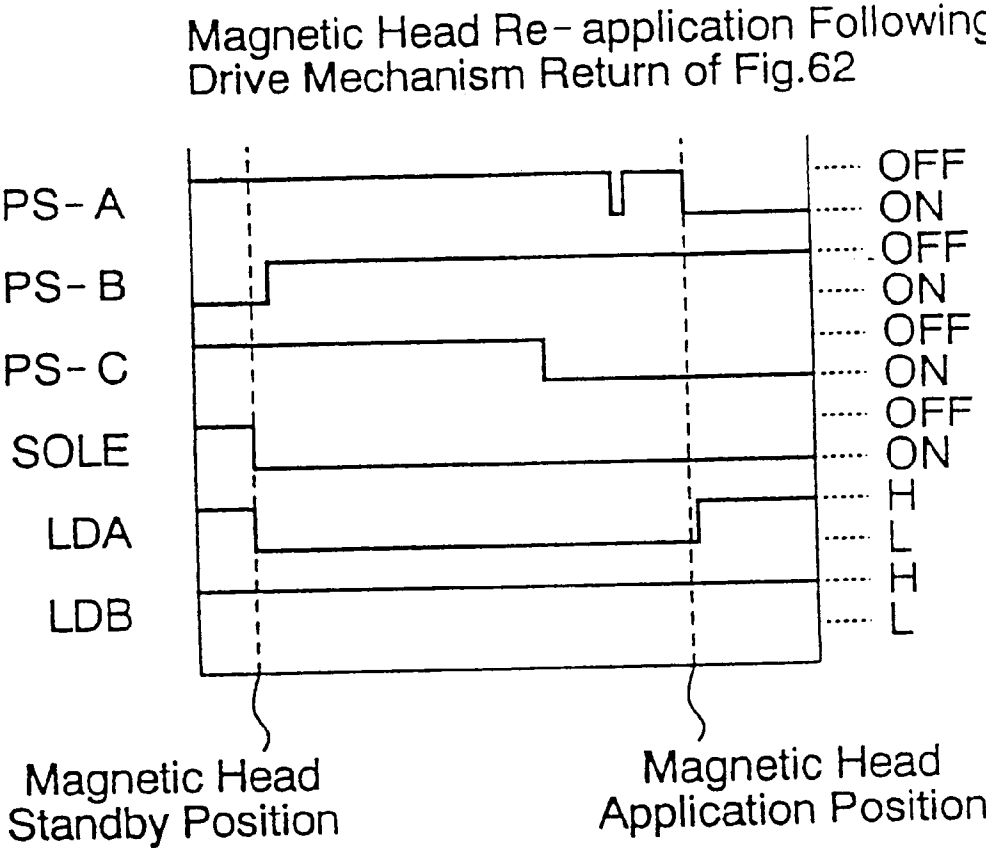 Magnetic Head Re-application Following
Drive Mechanism Return of Fig.62
PS-A
OFF
ON
PS-B
OFF
ON
PS-C
OFF
ON
SOLE
OFF
ON
LDA
H
L
LDB
H
L
Magnetic Head
Standby Position
Magnetic Head
Application Position